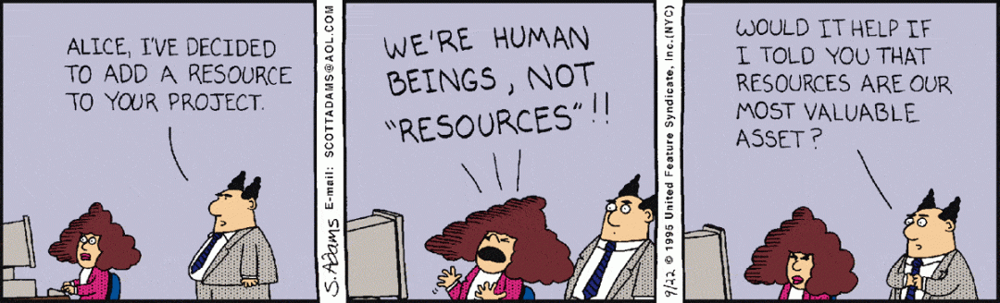 ALICE, I'VE DECIDED
TO ADD A RESOURCE
TO YOUR PROJECT.
S. Adams E-mail: SCOTTADAMS@AOL.COM
WE'RE HUMAN
BEINGS, NOT
"RESOURCES"!!
9/22 © 1995 United Feature Syndicate, Inc.(NYC)
WOULD IT HELP IF
I TOLD YOU THAT
RESOURCES ARE OUR
MOST VALUABLE
ASSET?